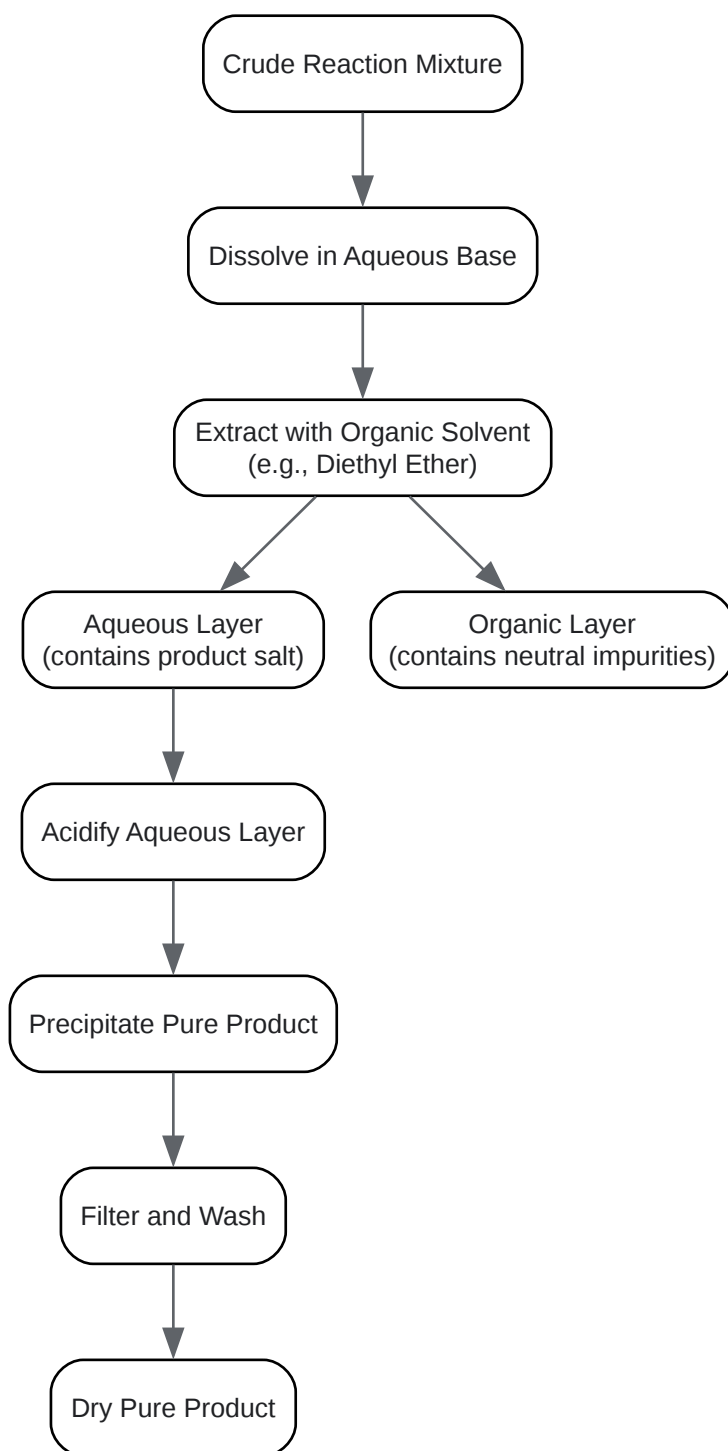 Crude Reaction Mixture
Dissolve in Aqueous Base
Extract with Organic Solvent
(e.g., Diethyl Ether)
Aqueous Layer
(contains product salt)
Organic Layer
(contains neutral impurities)
Acidify Aqueous Layer
Precipitate Pure Product
Filter and Wash
Dry Pure Product